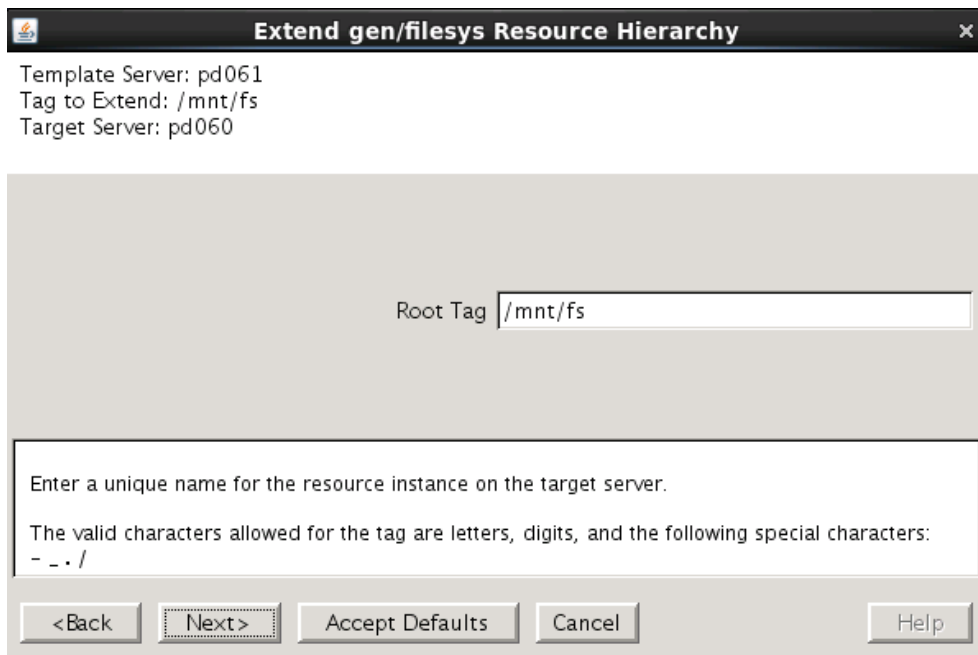 Extend gen/filesys Resource Hierarchy
Template Server: pd061
Tag to Extend: /mnt/fs
Target Server: pd060
Root Tag /mnt/fs
Enter a unique name for the resource instance on the target server.
The valid characters allowed for the tag are letters, digits, and the following special characters:
- _ . /
<Back Next> Accept Defaults Cancel Help